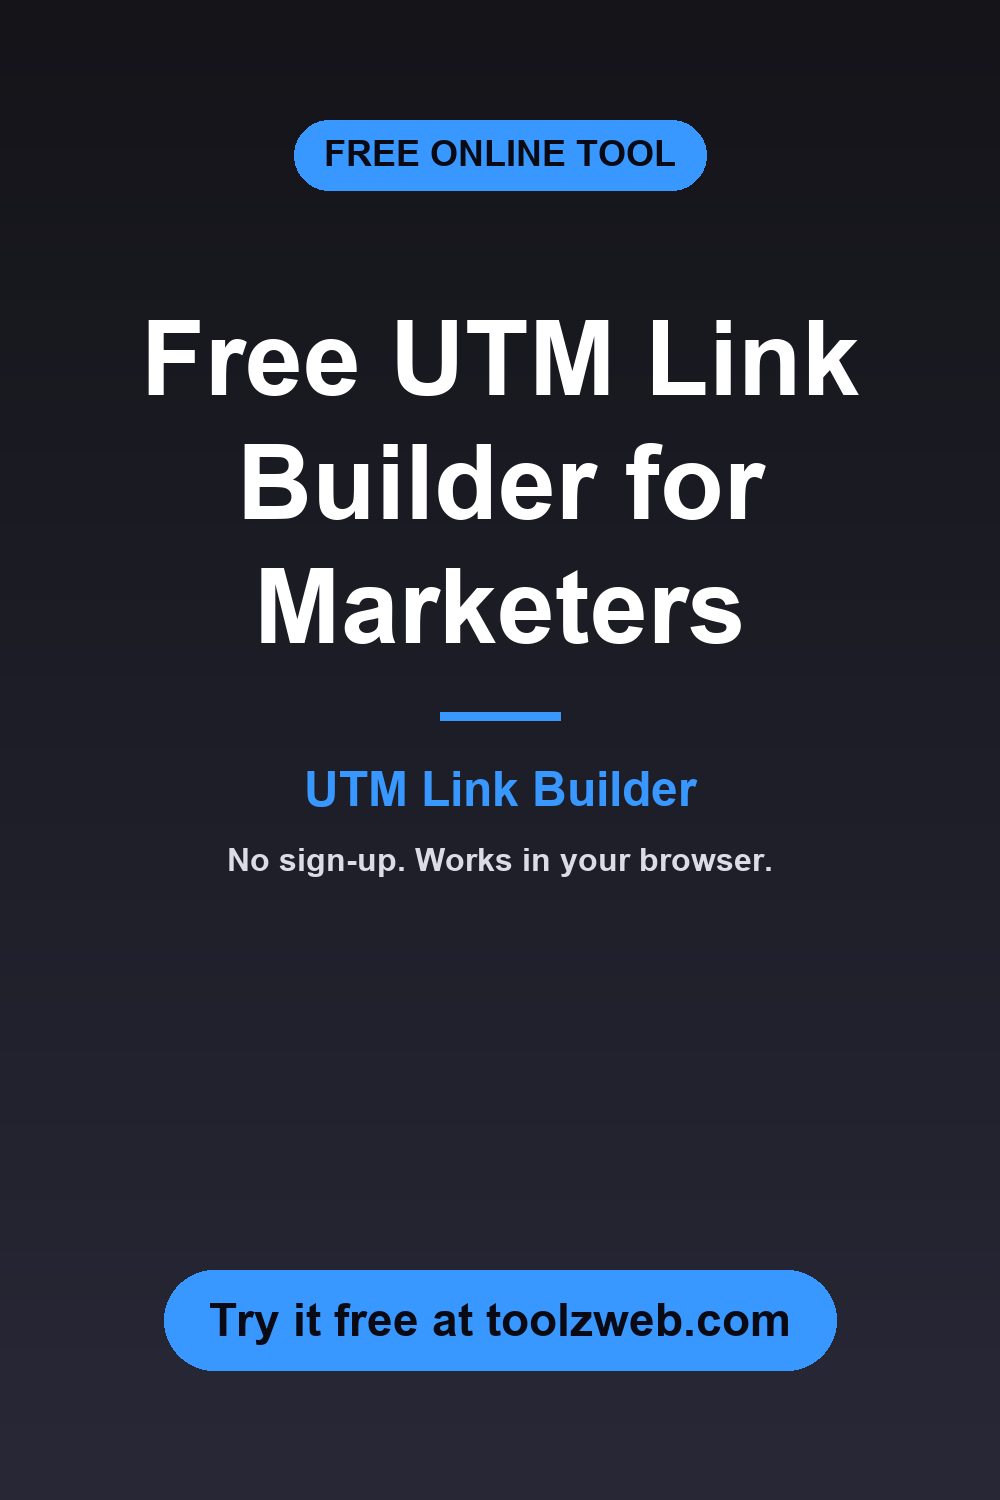 FREE ONLINE TOOL
Free UTM Link
Builder for
Marketers
UTM Link Builder
No sign-up. Works in your browser.
Try it free at toolzweb.com